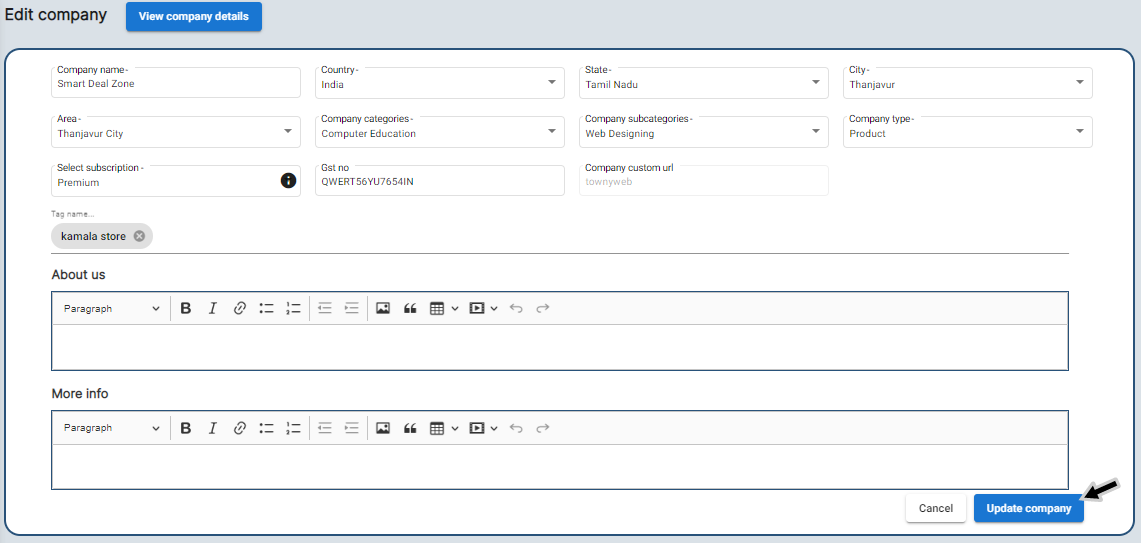 Edit company View company details
Company name- Country- State- City-
Smart Deal Zone India Tamil Nadu Thanjavur
Area- Company categories- Company subcategories- Company type-
Thanjavur City Computer Education Web Designing Product
Select subscription - Gst no Company custom url
Premium QWERT56YU7654IN townyweb
Tag name...
kamala store
About us
Paragraph
More info
Paragraph
Cancel Update company